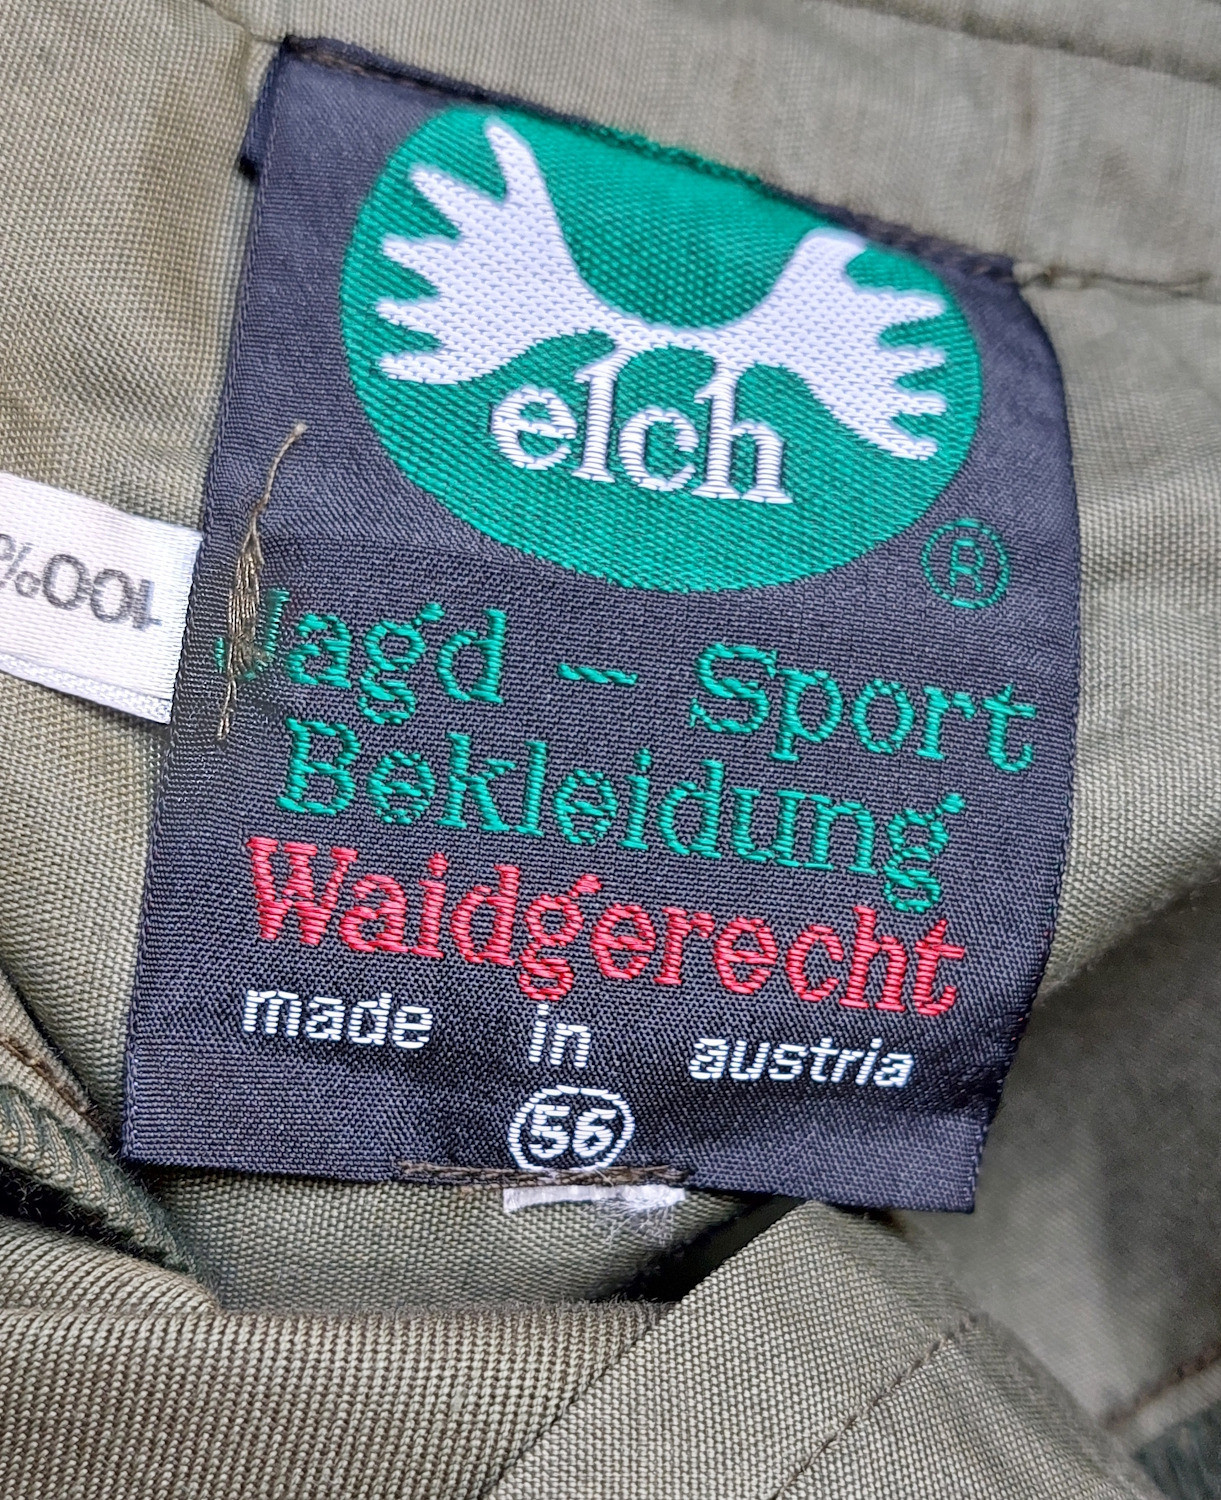 elch
®
Jagd - Sport
Bekleidung
Waidgerecht
made in austria
56
100%